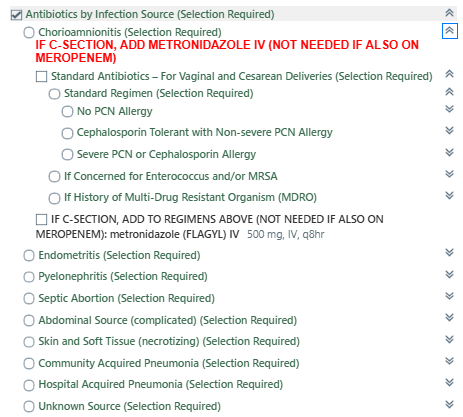 Antibiotics by Infection Source (Selection Required)
Chorioamnionitis (Selection Required)
IF C-SECTION, ADD METRONIDAZOLE IV (NOT NEEDED IF ALSO ON
MEROPENEM)
Standard Antibiotics – For Vaginal and Cesarean Deliveries (Selection Required)
Standard Regimen (Selection Required)
No PCN Allergy
Cephalosporin Tolerant with Non-severe PCN Allergy
Severe PCN or Cephalosporin Allergy
If Concerned for Enterococcus and/or MRSA
If History of Multi-Drug Resistant Organism (MDRO)
IF C-SECTION, ADD TO REGIMENS ABOVE (NOT NEEDED IF ALSO ON
MEROPENEM): metronidazole (FLAGYL) IV 500 mg, IV, q8hr
Endometritis (Selection Required)
Pyelonephritis (Selection Required)
Septic Abortion (Selection Required)
Abdominal Source (complicated) (Selection Required)
Skin and Soft Tissue (necrotizing) (Selection Required)
Community Acquired Pneumonia (Selection Required)
Hospital Acquired Pneumonia (Selection Required)
Unknown Source (Selection Required)